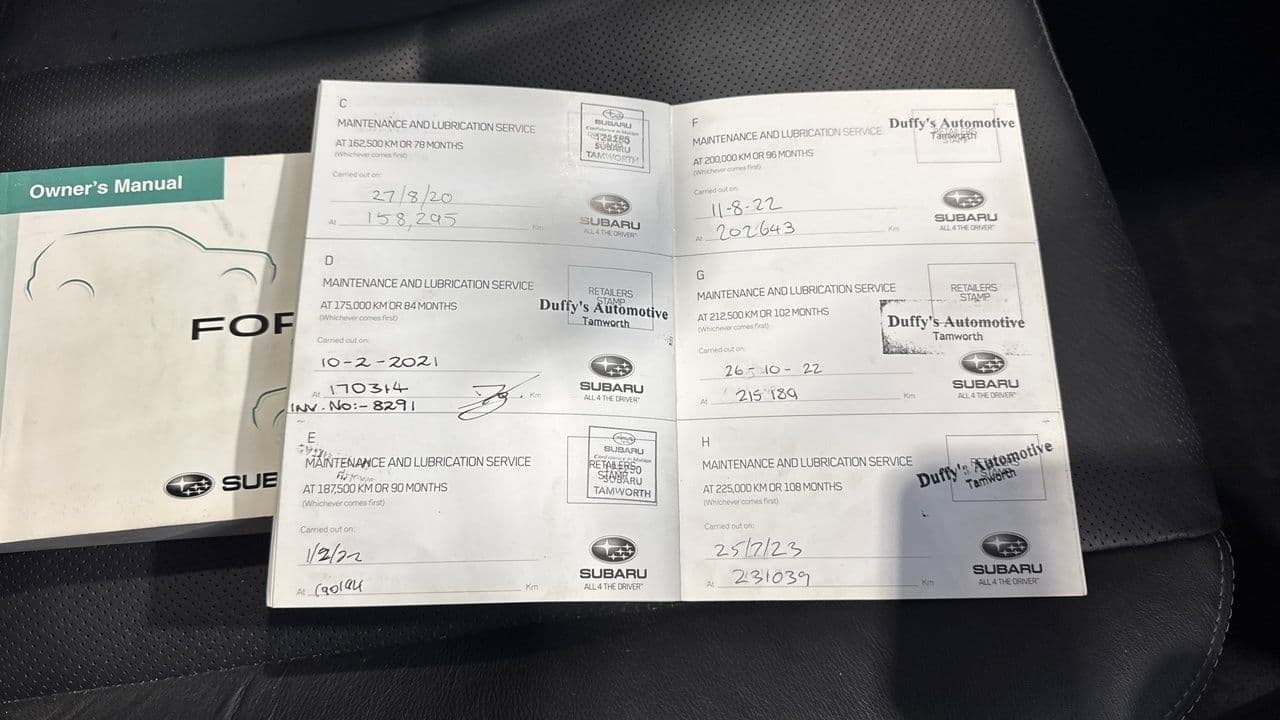 Owner's Manual
FOR
SUB
C
MAINTENANCE AND LUBRICATION SERVICE
AT 162,500 KM OR 78 MONTHS
(Whichever comes first)
SUBARU
Confidence in Motion
SUBARU
TAMWORTH
Carried out on:
27/8/20
At 158,295 Km
SUBARU
ALL 4 THE DRIVER
D
MAINTENANCE AND LUBRICATION SERVICE
AT 175,000 KM OR 84 MONTHS
(Whichever comes first)
RETAILERS
STAMP
Duffy's Automotive
Tamworth
Carried out on:
10-2-2021
At 170314 Km
INV. No:- 8291
SUBARU
ALL 4 THE DRIVER
E
MAINTENANCE AND LUBRICATION SERVICE
AT 187,500 KM OR 90 MONTHS
(Whichever comes first)
SUBARU
Confidence in Motion
RETAILERS
STAMP
SUBARU
TAMWORTH
Carried out on:
1/2/22
At Km
SUBARU
ALL 4 THE DRIVER
F
MAINTENANCE AND LUBRICATION SERVICE
AT 200,000 KM OR 96 MONTHS
(Whichever comes first)
Duffy's Automotive
Tamworth
RETAILERS
STAMP
Carried out on:
11-8-22
At 202643 Km
SUBARU
ALL 4 THE DRIVER
G
MAINTENANCE AND LUBRICATION SERVICE
AT 212,500 KM OR 102 MONTHS
(Whichever comes first)
RETAILERS
STAMP
Duffy's Automotive
Tamworth
Carried out on:
26-10-22
At 215189 Km
SUBARU
ALL 4 THE DRIVER
H
MAINTENANCE AND LUBRICATION SERVICE
AT 225,000 KM OR 108 MONTHS
(Whichever comes first)
Duffy's Automotive
Tamworth
Carried out on:
25/7/23
At 231039 Km
SUBARU
ALL 4 THE DRIVER